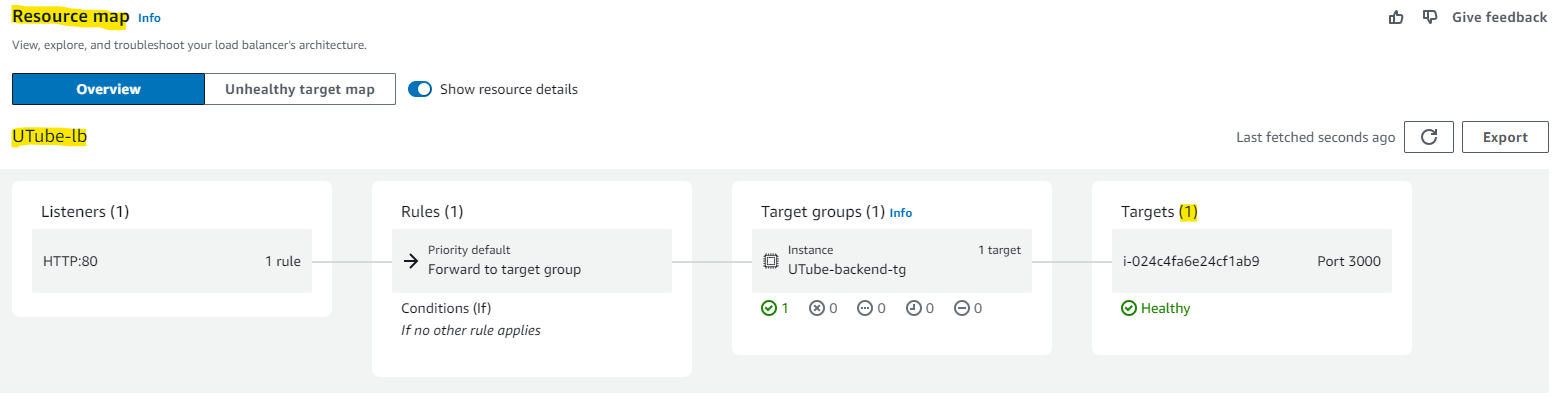 Resource map Info
Give feedback
View, explore, and troubleshoot your load balancer's architecture.
Overview
Unhealthy target map
Show resource details
UTube-lb
Last fetched seconds ago
Export
Listeners (1)
HTTP:80 1 rule
Rules (1)
Priority default
Forward to target group
Conditions (If)
If no other rule applies
Target groups (1) Info
Instance 1 target
UTube-backend-tg
1 0 0 0 0
Targets (1)
i-024c4fa6e24cf1ab9 Port 3000
Healthy